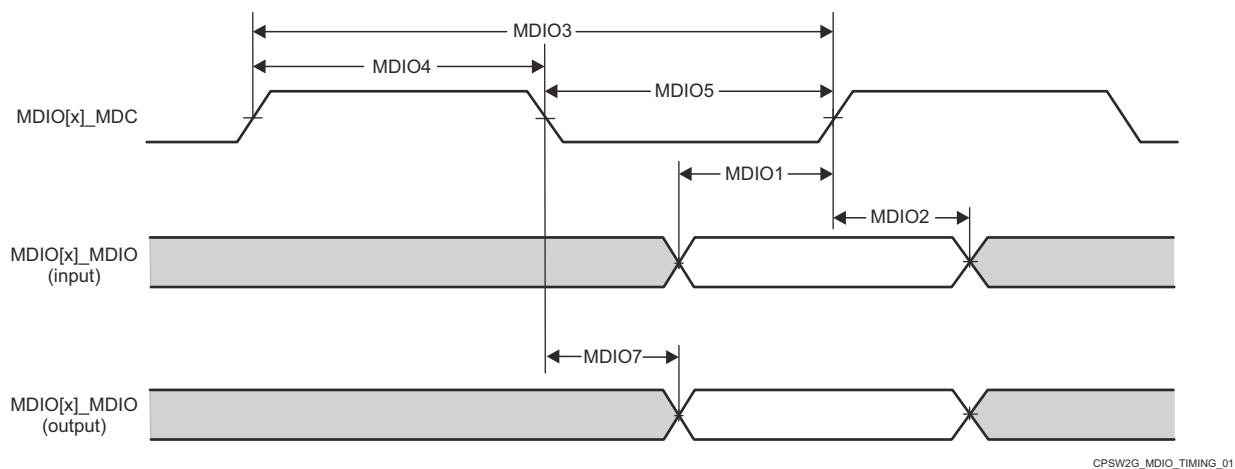 MDIO3
MDIO4
MDIO5
MDIO[x]_MDC
MDIO1
MDIO2
MDIO[x]_MDIO
(input)
MDIO7
MDIO[x]_MDIO
(output)
CPSW2G_MDIO_TIMING_01